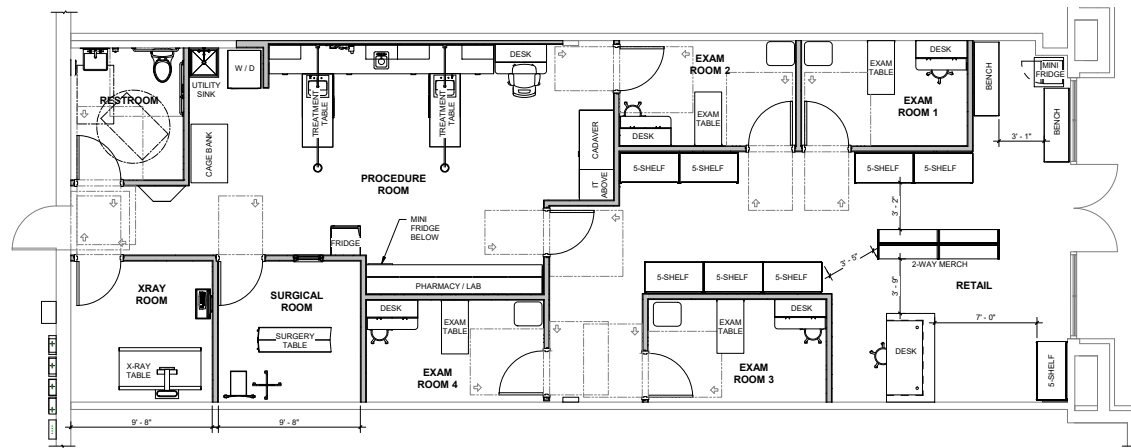 RESTROOM
UTILITY
SINK
W / D
CAGE BANK
TREATMENT
TABLE
TREATMENT
TABLE
DESK
PROCEDURE
ROOM
CADAVER
IT
ABOVE
EXAM
ROOM 2
DESK
EXAM
TABLE
EXAM
TABLE
DESK
EXAM
ROOM 1
BENCH
MINI
FRIDGE
BENCH
3' - 1"
5-SHELF
5-SHELF
5-SHELF
5-SHELF
3' - 2"
MINI
FRIDGE
BELOW
FRIDGE
PHARMACY / LAB
5-SHELF
5-SHELF
5-SHELF
3' - 5"
2-WAY MERCH
3' - 9"
RETAIL
XRAY
ROOM
X-RAY
TABLE
SURGICAL
ROOM
SURGERY
TABLE
DESK
EXAM
TABLE
EXAM
ROOM 4
EXAM
TABLE
DESK
EXAM
ROOM 3
DESK
7' - 0"
5-SHELF
9' - 8"
9' - 8"